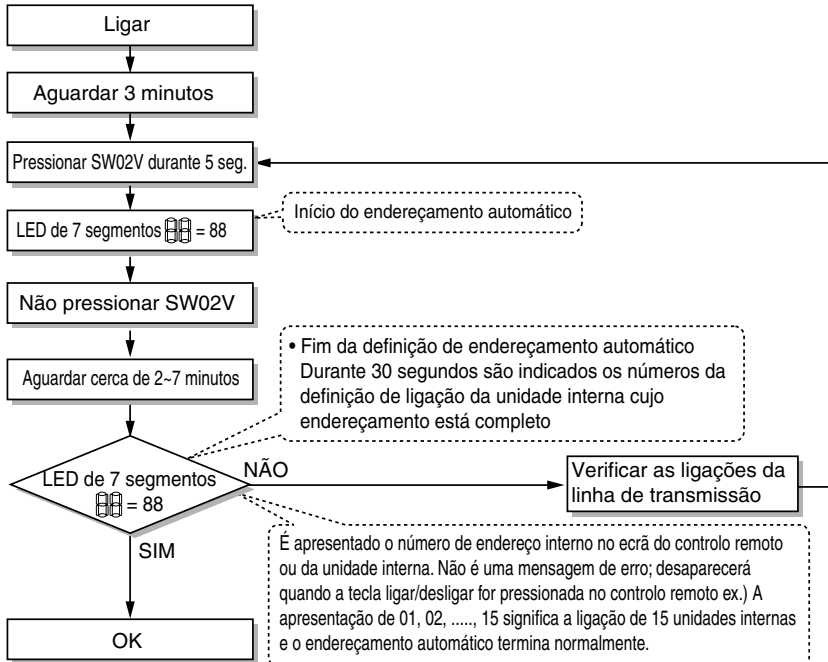 Ligar
Aguardar 3 minutos
Pressionar SW02V durante 5 seg.
LED de 7 segmentos 88 = 88
Início do endereçamento automático
Não pressionar SW02V
Aguardar cerca de 2~7 minutos
• Fim da definição de endereçamento automático
Durante 30 segundos são indicados os números da
definição de ligação da unidade interna cujo
endereçamento está completo
LED de 7 segmentos
88 = 88
NÃO
Verificar as ligações da
linha de transmissão
SIM
É apresentado o número de endereço interno no ecrã do controlo remoto
ou da unidade interna. Não é uma mensagem de erro; desaparecerá
quando a tecla ligar/desligar for pressionada no controlo remoto ex.) A
apresentação de 01, 02, ....., 15 significa a ligação de 15 unidades internas
e o endereçamento automático termina normalmente.
OK